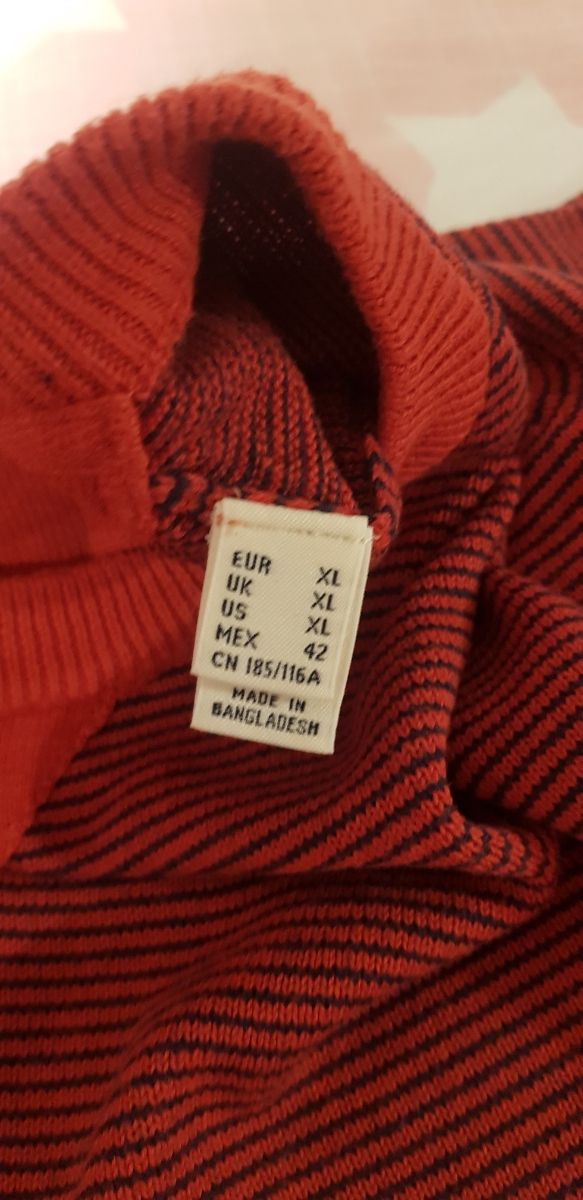 EUR XL
UK XL
US XL
MEX 42
CN 185/116A
MADE IN
BANGLADESH